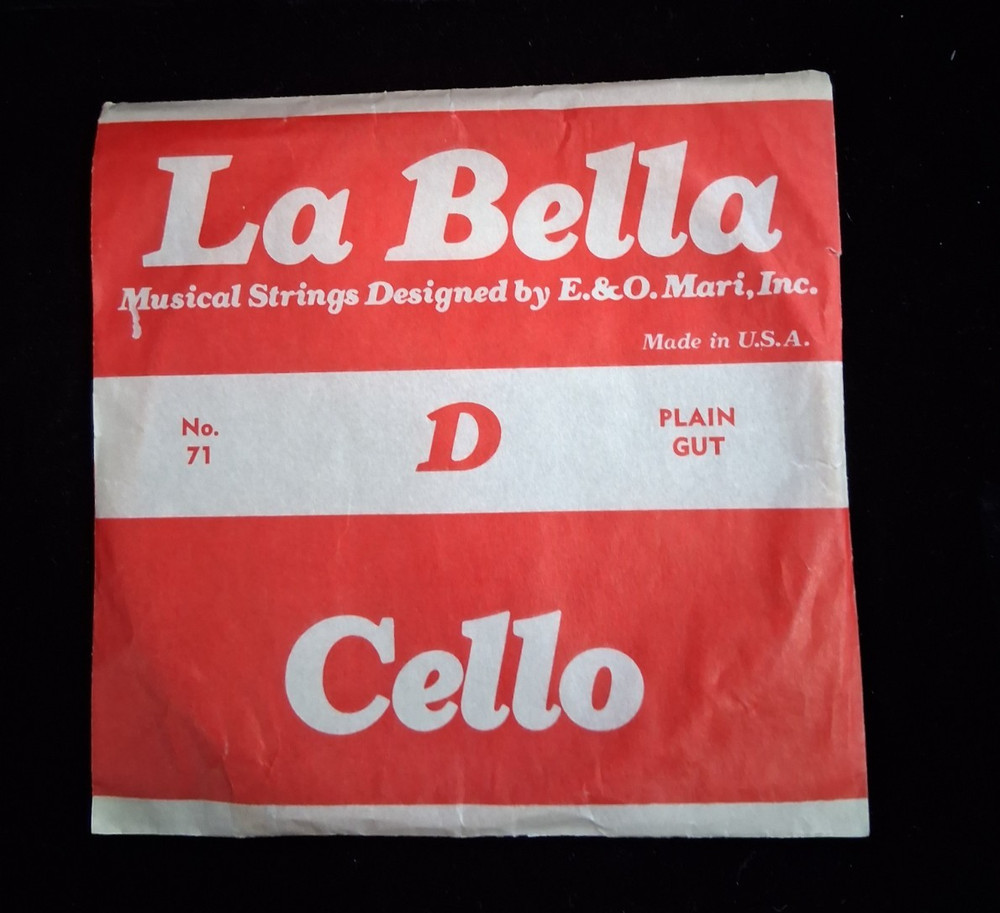 La Bella
Musical Strings Designed by E.&O. Mari, Inc.
Made in U.S.A.
No.
71
D
PLAIN
GUT
Cello